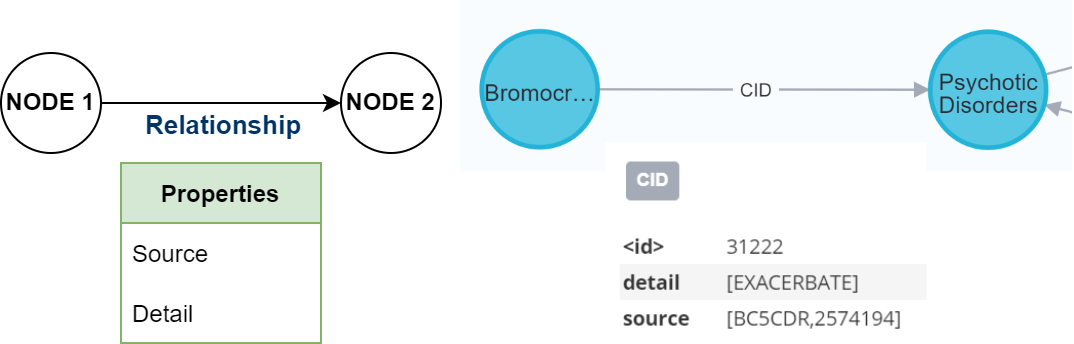 NODE 1
Relationship
NODE 2
Properties
Source
Detail
Bromocr...
CID
Psychotic
Disorders
CID
<id> 31222
detail [EXACERBATE]
source [BC5CDR,2574194]